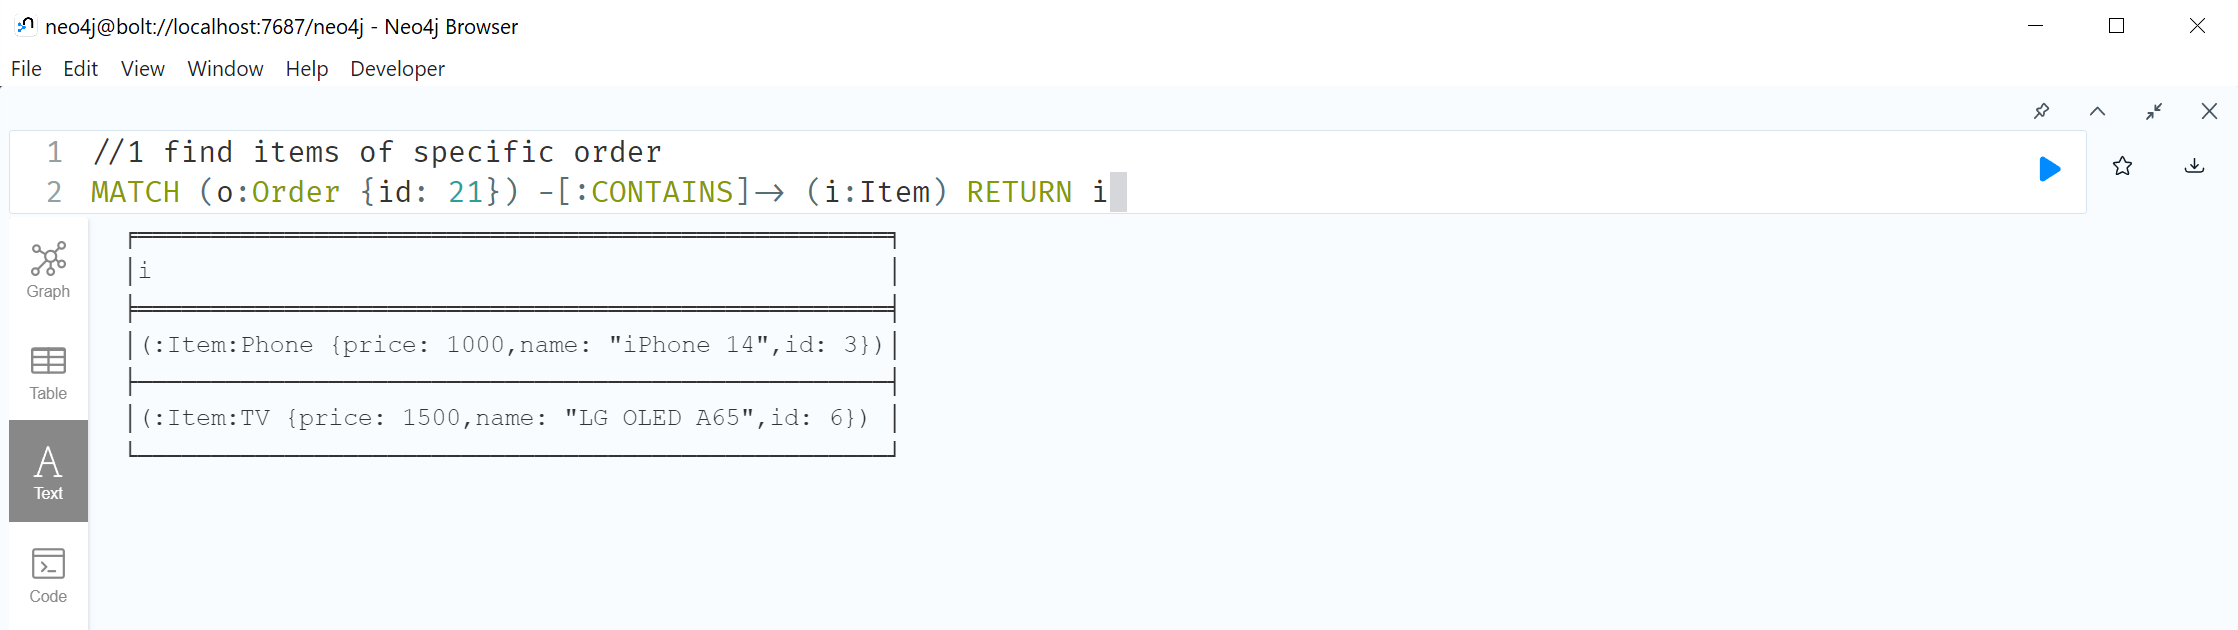 neo4j@bolt://localhost:7687/neo4j - Neo4j Browser
File Edit View Window Help Developer
1 //1 find items of specific order
2 MATCH (o:Order {id: 21}) -[:CONTAINS]→ (i:Item) RETURN i
Graph
i
(:Item:Phone {price: 1000,name: "iPhone 14",id: 3})
Table
(:Item:TV {price: 1500,name: "LG OLED A65",id: 6})
A
Text
Code